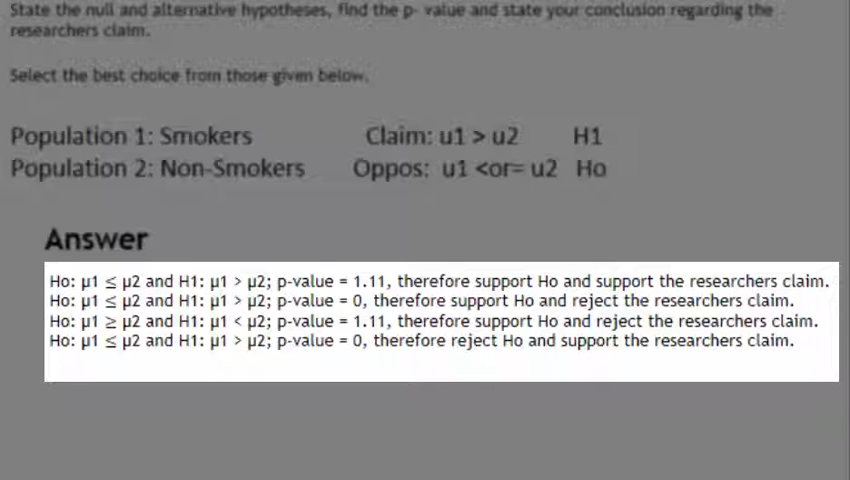 State the null and alternative hypotheses, find the p- value and state your conclusion regarding the
researchers claim.
Select the best choice from those given below.
Population 1: Smokers Claim: u1 > u2 H1
Population 2: Non-Smokers Oppos: u1 <or= u2 Ho
Answer
Ho: µ1 ≤ µ2 and H1: µ1 > µ2; p-value = 1.11, therefore support Ho and support the researchers claim.
Ho: µ1 ≤ µ2 and H1: µ1 > µ2; p-value = 0, therefore support Ho and reject the researchers claim.
Ho: µ1 ≥ µ2 and H1: µ1 < µ2; p-value = 1.11, therefore support Ho and reject the researchers claim.
Ho: µ1 ≤ µ2 and H1: µ1 > µ2; p-value = 0, therefore reject Ho and support the researchers claim.